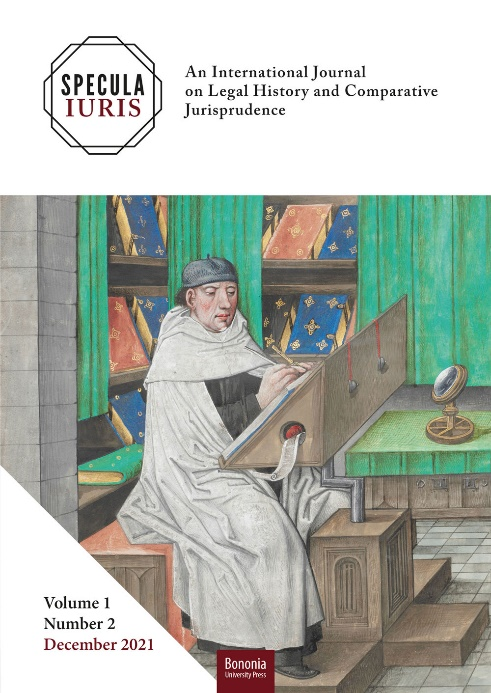 SPECULA
IURIS
An International Journal
on Legal History and Comparative
Jurisprudence
Volume 1
Number 2
December 2021
Bononia
University Press